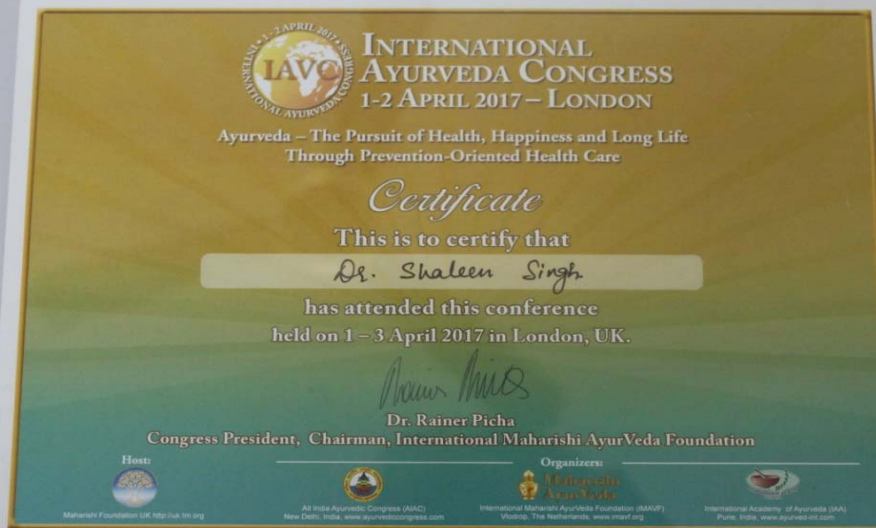 • 1 - 2 APRIL 2017 • INTERNATIONAL AYURVEDA CONGRESS
IAVC
INTERNATIONAL
AYURVEDA CONGRESS
1-2 APRIL 2017 – LONDON
Ayurveda – The Pursuit of Health, Happiness and Long Life
Through Prevention-Oriented Health Care
Certificate
This is to certify that
Dr. Shaleen Singh
has attended this conference
held on 1 – 3 April 2017 in London, UK.
Dr. Rainer Picha
Congress President, Chairman, International Maharishi AyurVeda Foundation
Host:
Organizers:
Maharishi
AyurVeda
Maharishi Foundation UK http://uk.tm.org
All India Ayurvedic Congress (AIAC)
New Delhi, India, www.ayurvediccongress.com
International Maharishi AyurVeda Foundation (IMAVF)
Vlodrop, The Netherlands, www.imavf.org
International Academy of Ayurveda (IAA)
Pune, India, www.ayurved-int.com